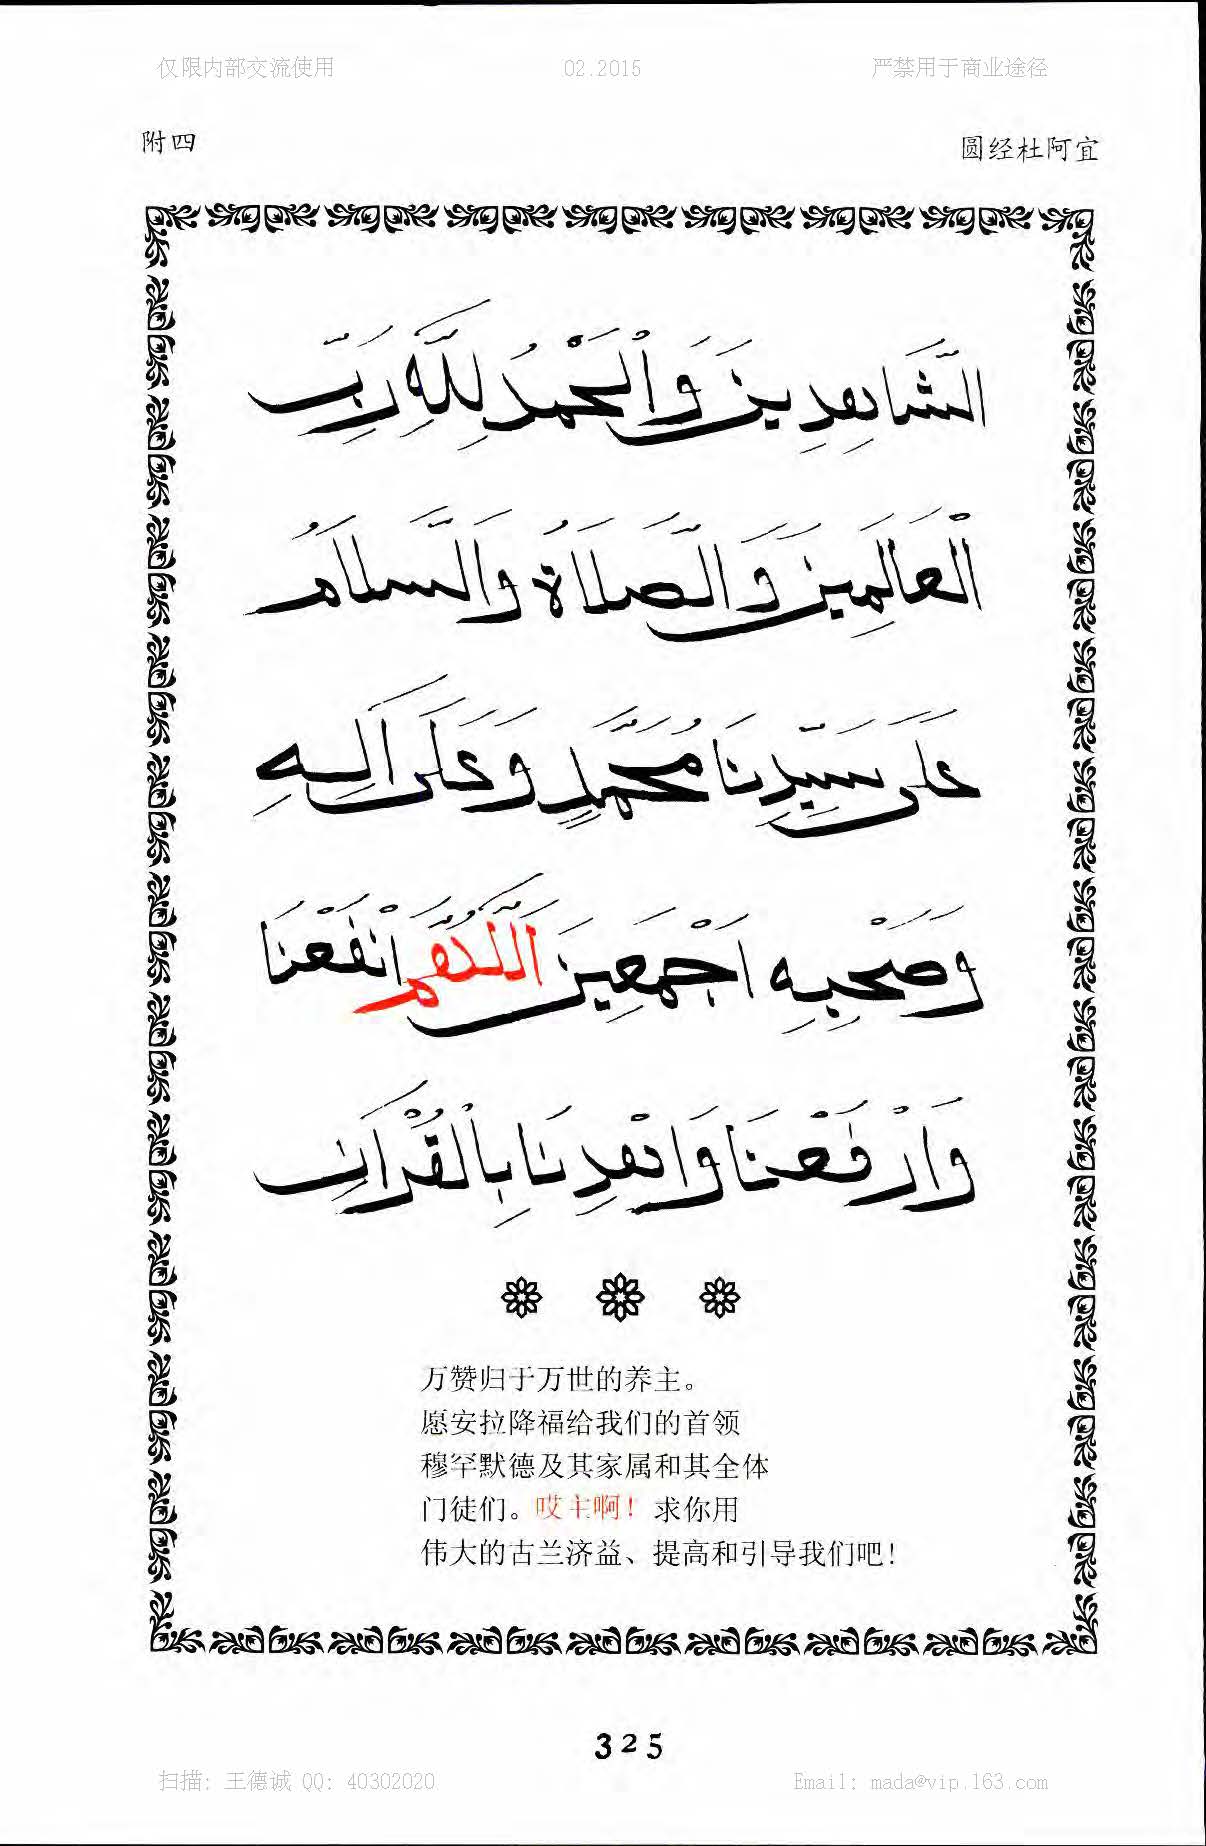 仅限内部交流使用 02.2015 严禁用于商业途径
附四 圆经杜阿宜
الشَّاهِدِينَ وَالْحَمْدُ لِلّٰهِ رَبِّ
الْعَالَمِينَ وَالصَّلَاةُ وَالسَّلَامُ
عَلَى سَيِّدِنَا مُحَمَّدٍ وَعَلَى اٰلِهِ
وَصَحْبِهِ اَجْمَعِينَ اَللّٰهُمَّ انْفَعْنَا
وَارْفَعْنَا وَاهْدِنَا بِالْقُرْاٰنِ
万赞归于万世的养主。
愿安拉降福给我们的首领
穆罕默德及其家属和其全体
门徒们。哎主啊！求你用
伟大的古兰济益、提高和引导我们吧！
325
扫描: 王德诚 QQ: 40302020 Email: mada@vip.163.com